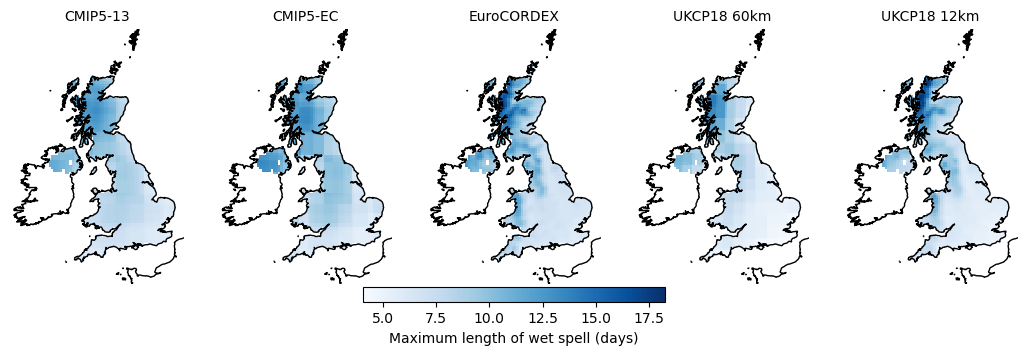 CMIP5-13 CMIP5-EC EuroCORDEX UKCP18 60km UKCP18 12km
5.0 7.5 10.0 12.5 15.0 17.5
Maximum length of wet spell (days)